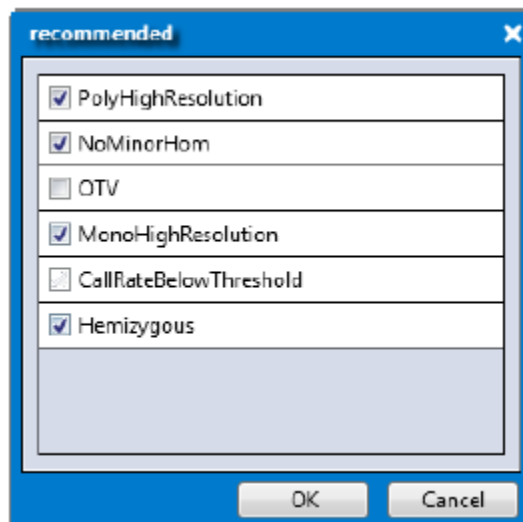 recommended
PolyHighResolution
NoMinorHom
OTV
MonoHighResolution
CallRateBelowThreshold
Hemizygous
OK Cancel